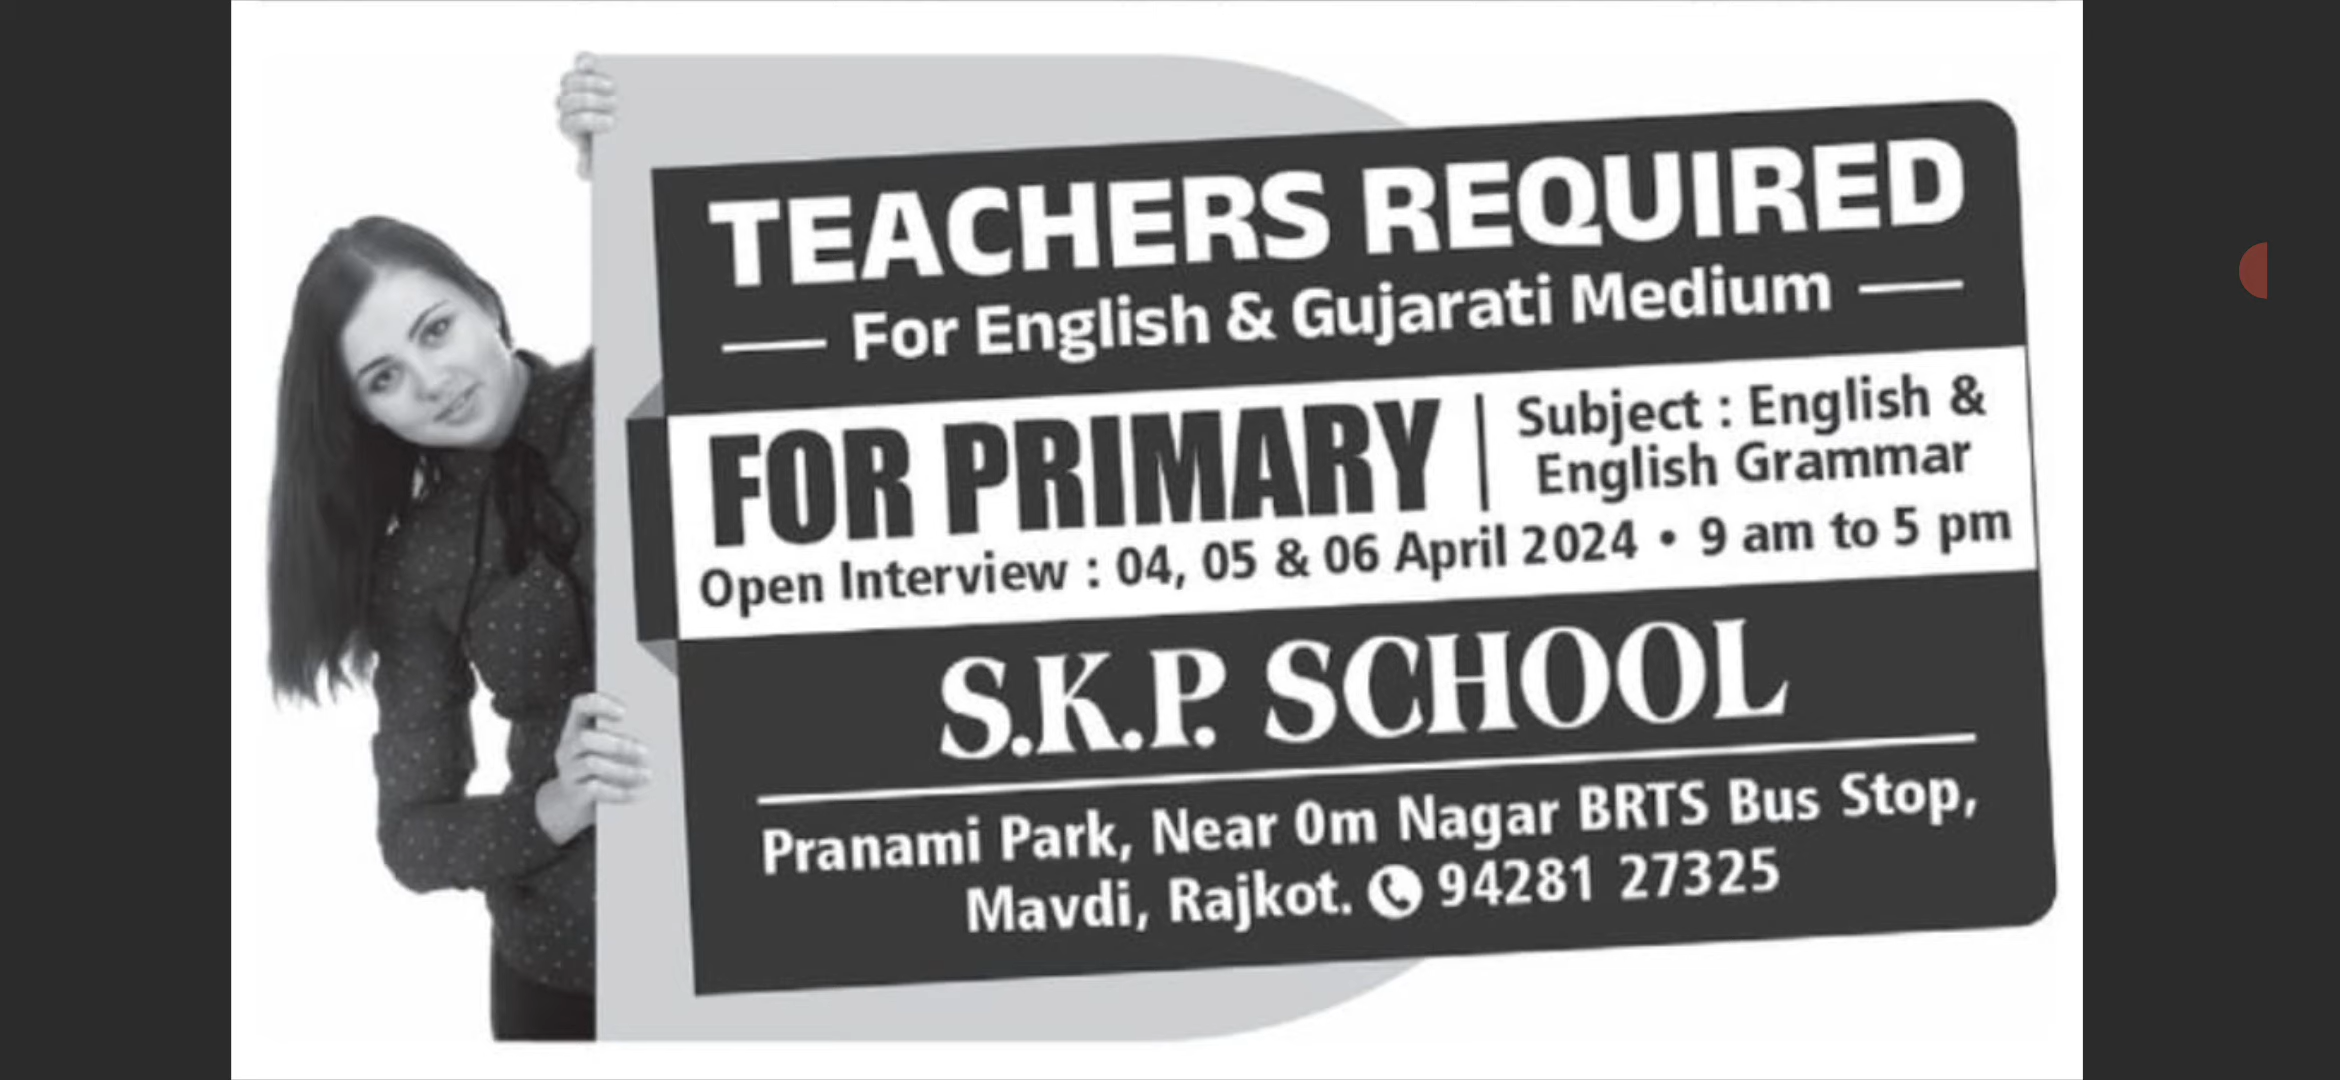 TEACHERS REQUIRED
For English & Gujarati Medium
FOR PRIMARY
Subject : English &
English Grammar
Open Interview : 04, 05 & 06 April 2024 • 9 am to 5 pm
S.K.P. SCHOOL
Pranami Park, Near Om Nagar BRTS Bus Stop,
Mavdi, Rajkot. 94281 27325